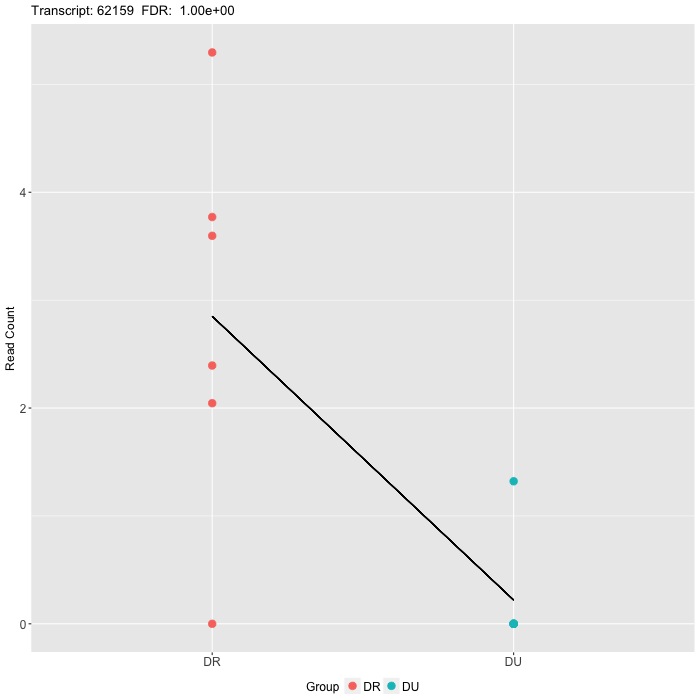 Transcript: 62159  FDR:  1.00e+00
Read Count
4
2
0
DR
DU
Group DR DU